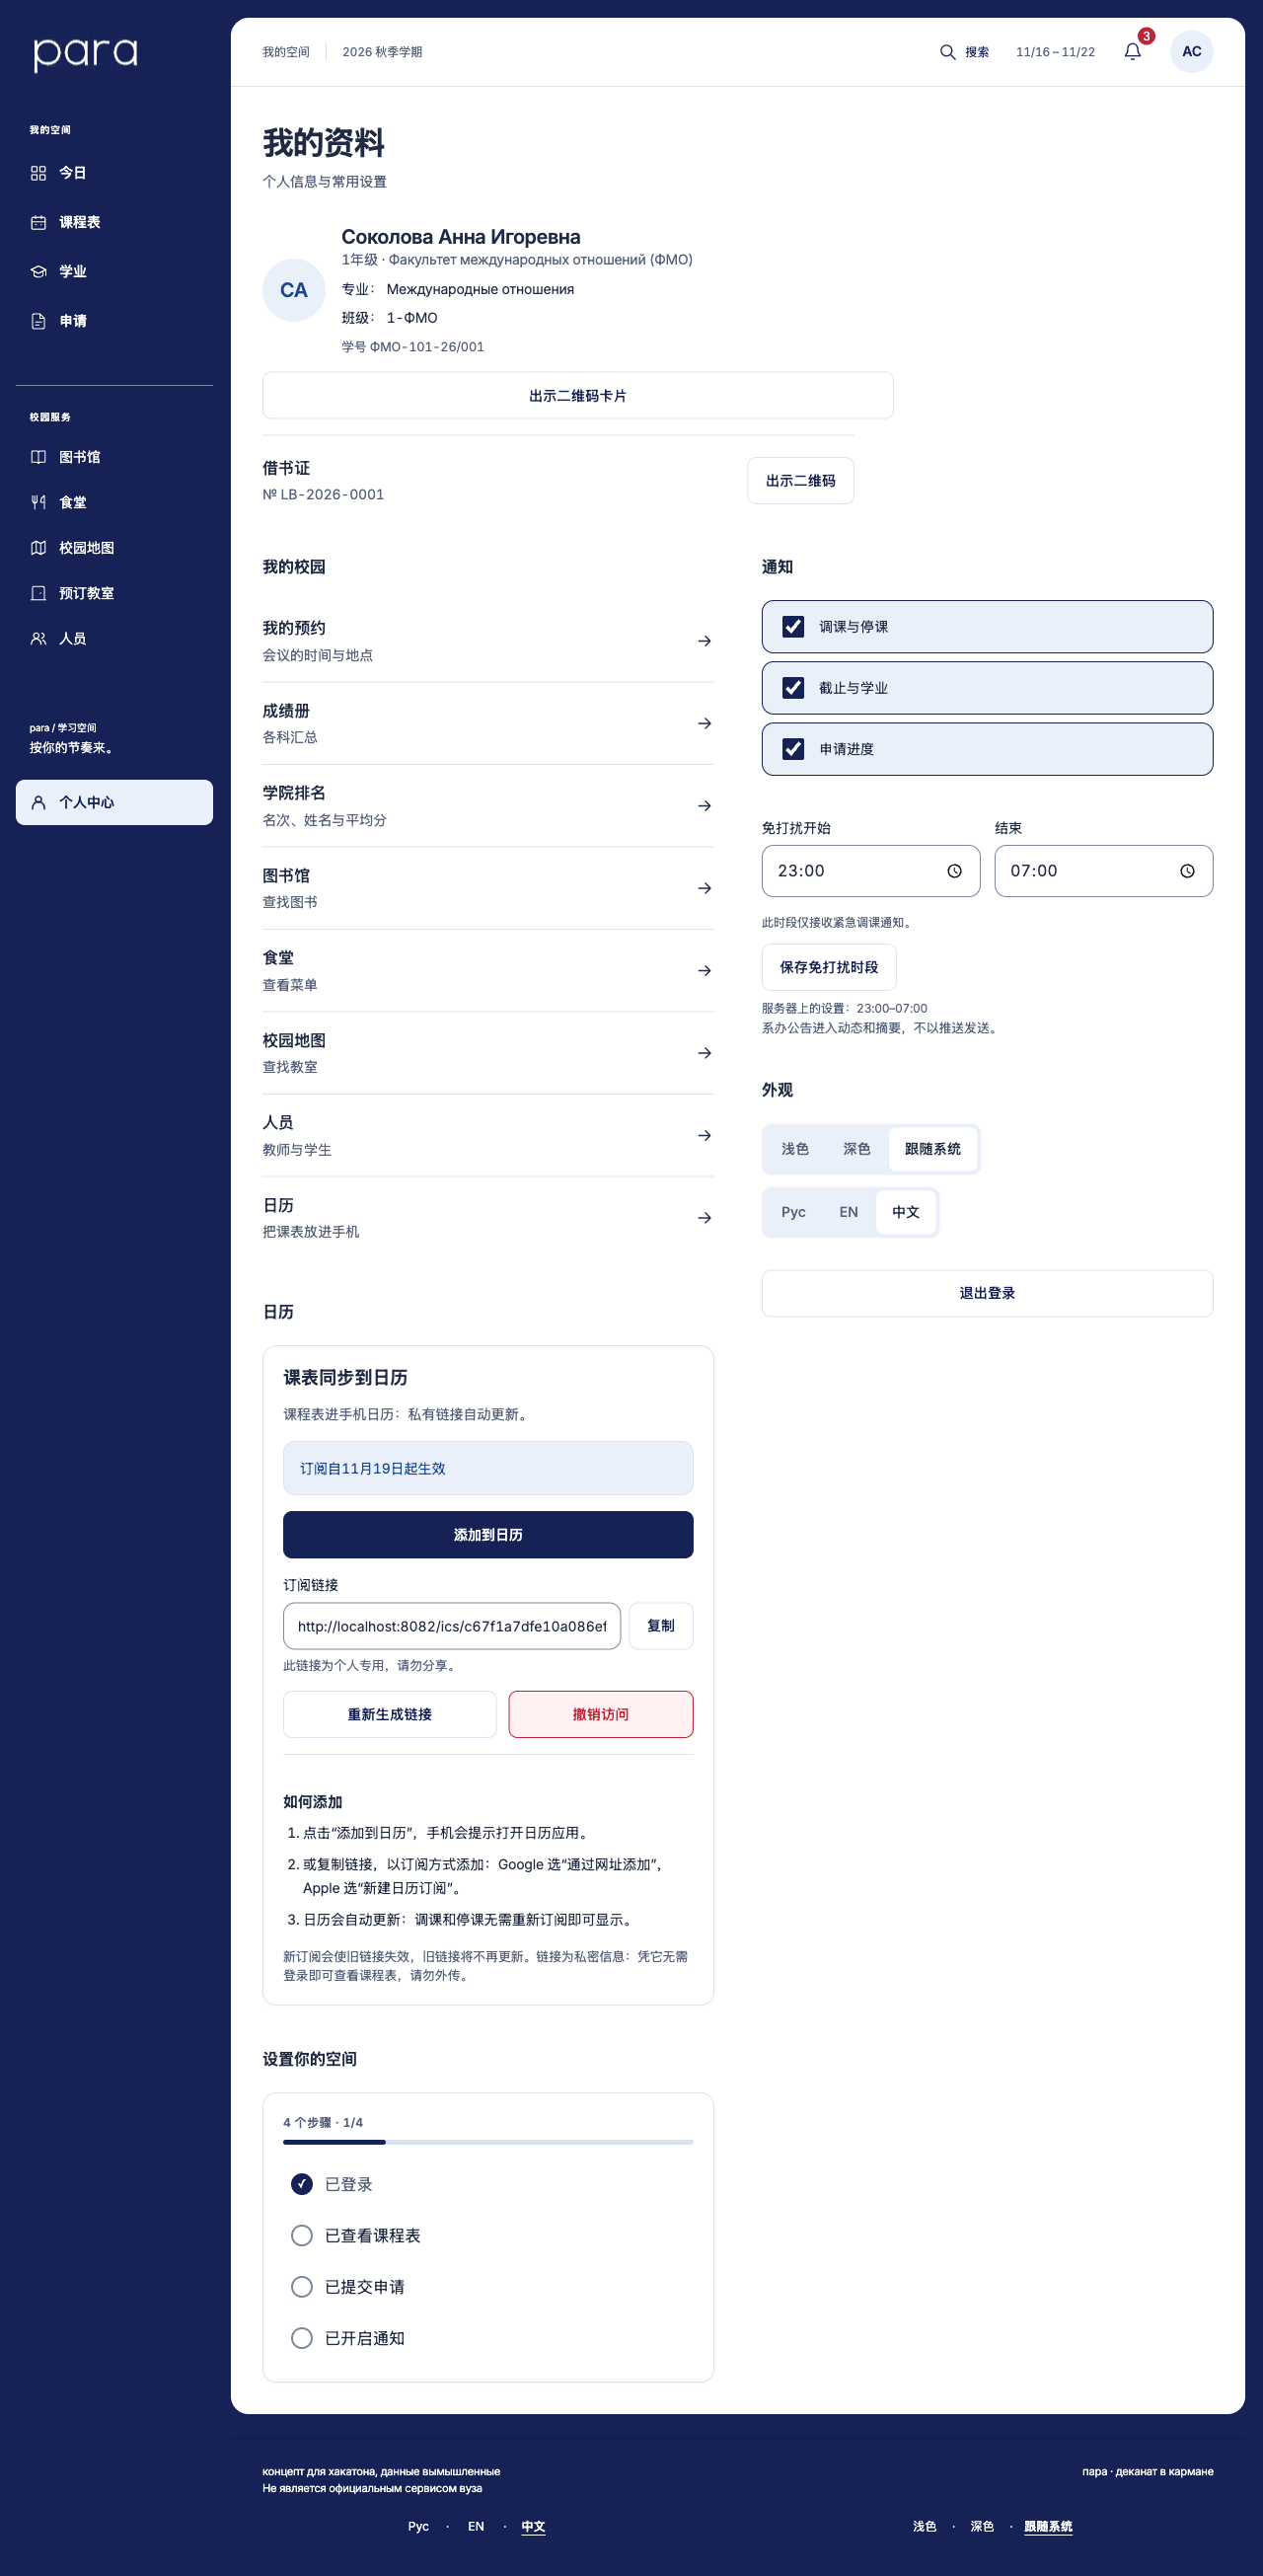 para
我的空间
今日
课程表
学业
申请
校园服务
图书馆
食堂
校园地图
预订教室
人员
para / 学习空间
按你的节奏来。
个人中心
我的空间
2026 秋季学期
搜索
11/16 – 11/22
3
AC
我的资料
个人信息与常用设置
CA
Соколова Анна Игоревна
1年级 · Факультет международных отношений (ФМО)
专业： Международные отношения
班级： 1-ФМО
学号 ФМО-101-26/001
出示二维码卡片
借书证
№ LB-2026-0001
出示二维码
我的校园
我的预约
会议的时间与地点
成绩册
各科汇总
学院排名
名次、姓名与平均分
图书馆
查找图书
食堂
查看菜单
校园地图
查找教室
人员
教师与学生
日历
把课表放进手机
日历
课表同步到日历
课程表进手机日历：私有链接自动更新。
订阅自11月19日起生效
添加到日历
订阅链接
http://localhost:8082/ics/c67f1a7dfe10a086ef
复制
此链接为个人专用，请勿分享。
重新生成链接
撤销访问
如何添加
1. 点击“添加到日历”，手机会提示打开日历应用。
2. 或复制链接，以订阅方式添加：Google 选“通过网址添加”，
Apple 选“新建日历订阅”。
3. 日历会自动更新：调课和停课无需重新订阅即可显示。
新订阅会使旧链接失效，旧链接将不再更新。链接为私密信息：凭它无需
登录即可查看课程表，请勿外传。
设置你的空间
4 个步骤 · 1/4
已登录
已查看课程表
已提交申请
已开启通知
通知
调课与停课
截止与学业
申请进度
免打扰开始
结束
23:00
07:00
此时段仅接收紧急调课通知。
保存免打扰时段
服务器上的设置：23:00–07:00
系办公告进入动态和摘要，不以推送发送。
外观
浅色
深色
跟随系统
Рус
EN
中文
退出登录
концепт для хакатона, данные вымышленные
Не является официальным сервисом вуза
пара · деканат в кармане
Рус · EN · 中文
浅色 · 深色 · 跟随系统